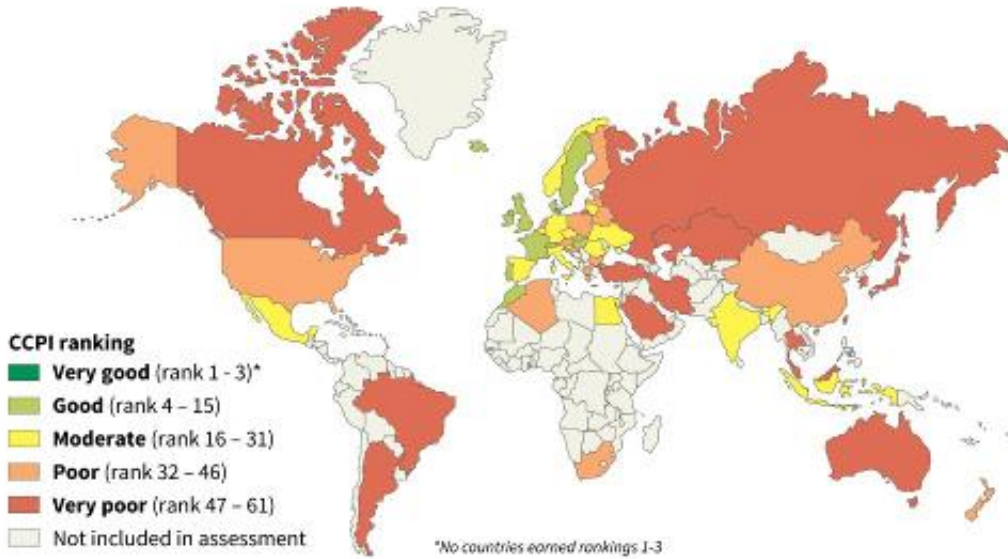 CCPI ranking
Very good (rank 1 - 3)*
Good (rank 4 – 15)
Moderate (rank 16 – 31)
Poor (rank 32 – 46)
Very poor (rank 47 – 61)
Not included in assessment
*No countries earned rankings 1-3